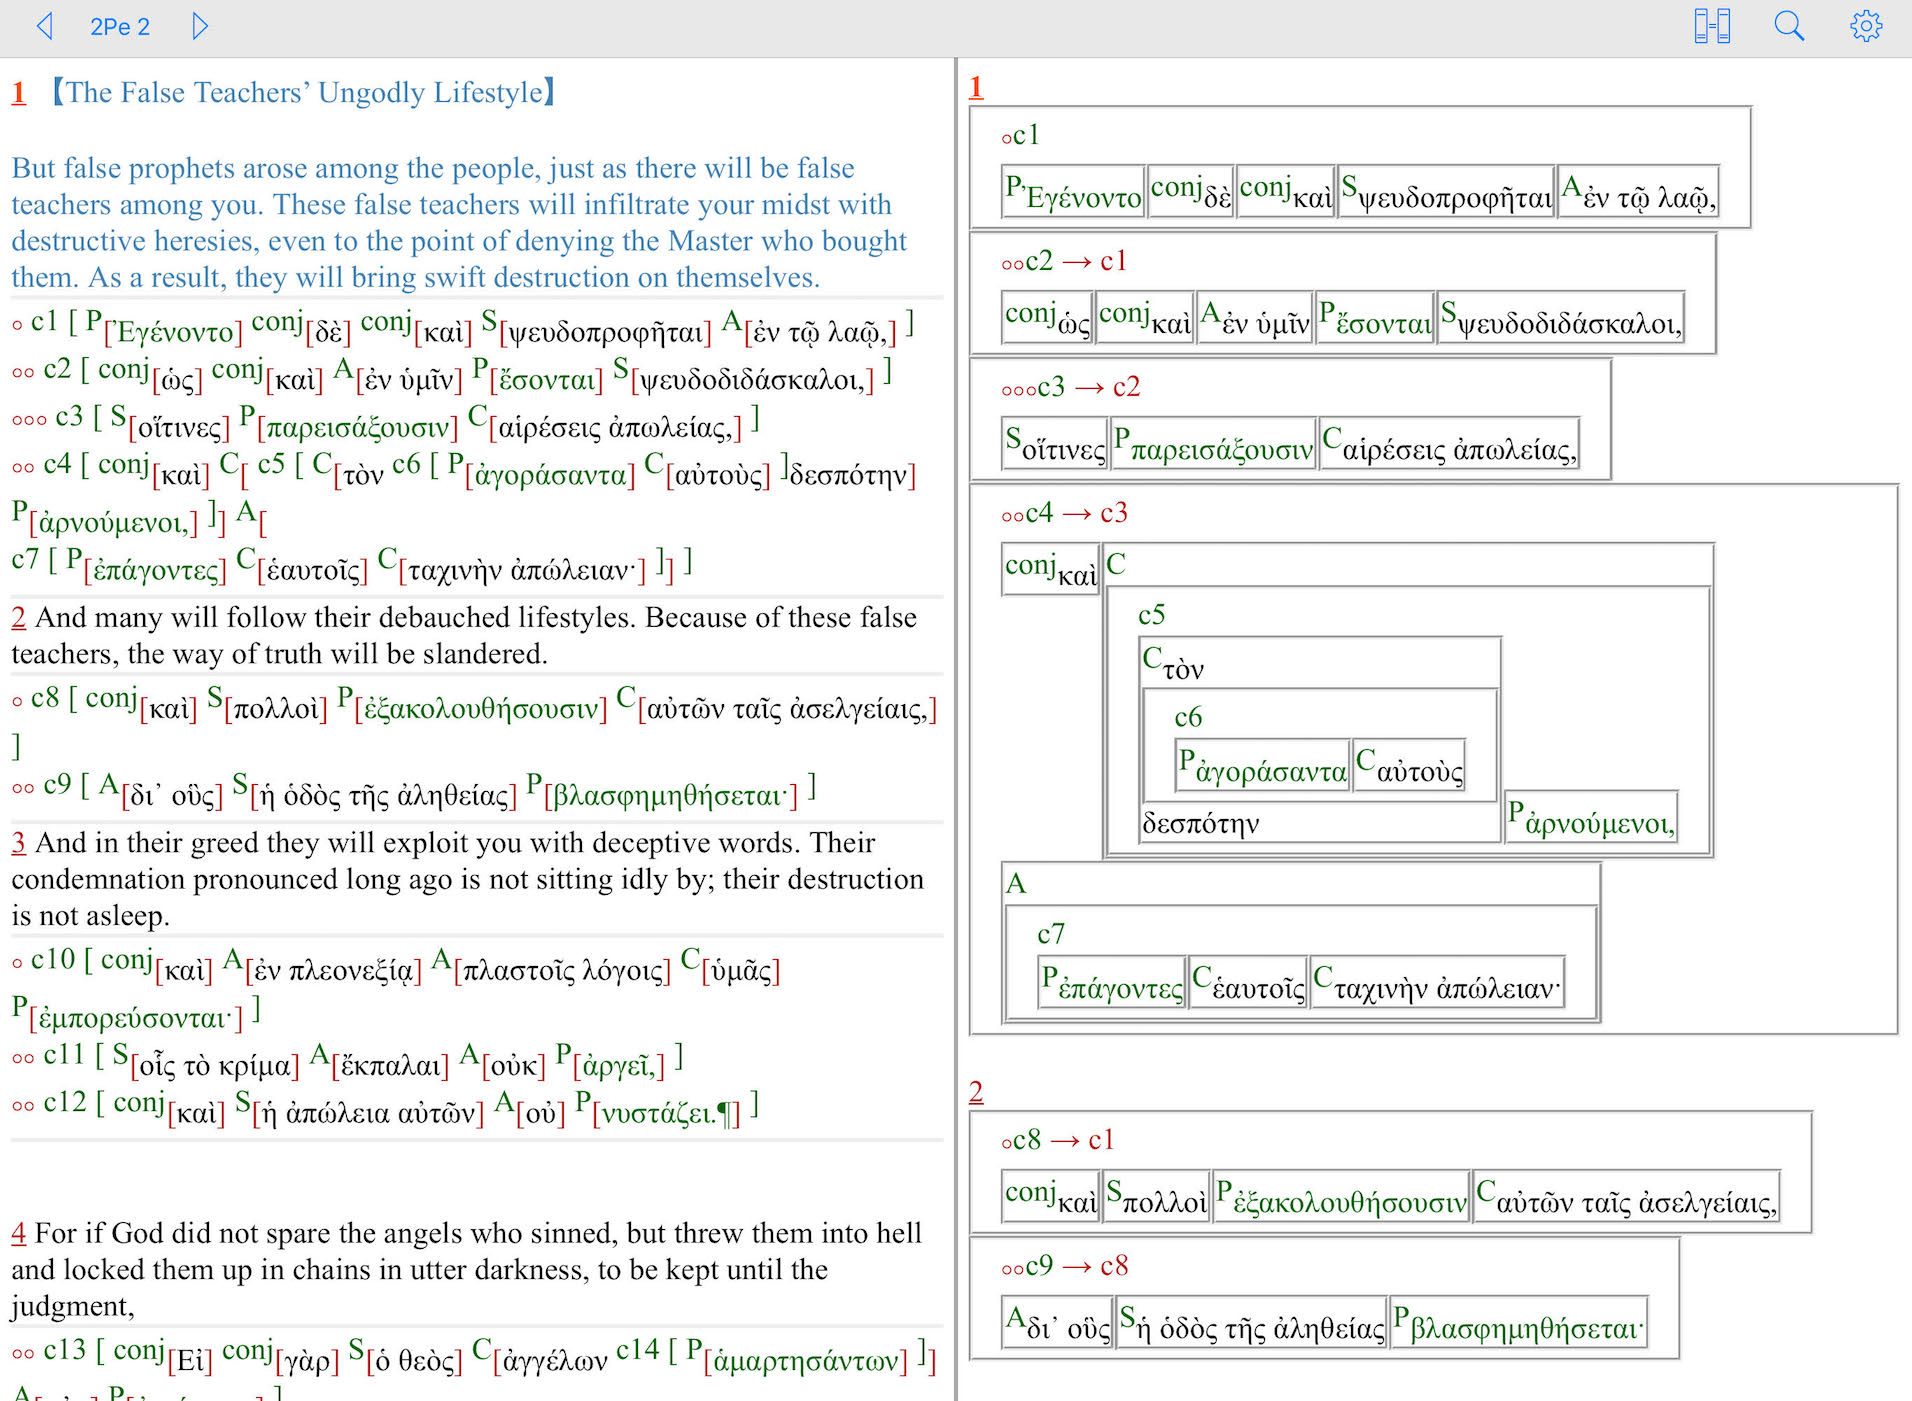 2Pe 2
1 【The False Teachers’ Ungodly Lifestyle】
But false prophets arose among the people, just as there will be false
teachers among you. These false teachers will infiltrate your midst with
destructive heresies, even to the point of denying the Master who bought
them. As a result, they will bring swift destruction on themselves.
○ c1 [ P[Ἐγένοντο] conj[δὲ] conj[καὶ] S[ψευδοπροφῆται] A[ἐν τῷ λαῷ,] ]
○○ c2 [ conj[ὡς] conj[καὶ] A[ἐν ὑμῖν] P[ἔσονται] S[ψευδοδιδάσκαλοι,] ]
○○○ c3 [ S[οἵτινες] P[παρεισάξουσιν] C[αἱρέσεις ἀπωλείας,] ]
○○ c4 [ conj[καὶ] C[ c5 [ C[τὸν c6 [ P[ἀγοράσαντα] C[αὐτοὺς] ]δεσπότην]
P[ἀρνούμενοι,] ]] A[
c7 [ P[ἐπάγοντες] C[ἑαυτοῖς] C[ταχινὴν ἀπώλειαν·] ]] ]
2 And many will follow their debauched lifestyles. Because of these false
teachers, the way of truth will be slandered.
○ c8 [ conj[καὶ] S[πολλοὶ] P[ἐξακολουθήσουσιν] C[αὐτῶν ταῖς ἀσελγείαις,]
]
○○ c9 [ A[δι᾽ οὓς] S[ἡ ὁδὸς τῆς ἀληθείας] P[βλασφημηθήσεται·] ]
3 And in their greed they will exploit you with deceptive words. Their
condemnation pronounced long ago is not sitting idly by; their destruction
is not asleep.
○ c10 [ conj[καὶ] A[ἐν πλεονεξίᾳ] A[πλαστοῖς λόγοις] C[ὑμᾶς]
P[ἐμπορεύσονται·] ]
○○ c11 [ S[οἷς τὸ κρίμα] A[ἔκπαλαι] A[οὐκ] P[ἀργεῖ,] ]
○○ c12 [ conj[καὶ] S[ἡ ἀπώλεια αὐτῶν] A[οὐ] P[νυστάζει.¶] ]
4 For if God did not spare the angels who sinned, but threw them into hell
and locked them up in chains in utter darkness, to be kept until the
judgment,
○○ c13 [ conj[Εἰ] conj[γὰρ] S[ὁ θεὸς] C[ἀγγέλων c14 [ P[ἁμαρτησάντων] ]]
1
○c1
P Ἐγένοντο conj δὲ conj καὶ S ψευδοπροφῆται A ἐν τῷ λαῷ,
○○c2 → c1
conj ὡς conj καὶ A ἐν ὑμῖν P ἔσονται S ψευδοδιδάσκαλοι,
○○○c3 → c2
S οἵτινες P παρεισάξουσιν C αἱρέσεις ἀπωλείας,
○○c4 → c3
conj καὶ C
c5
C τὸν
c6
P ἀγοράσαντα C αὐτοὺς
δεσπότην P ἀρνούμενοι,
A
c7
P ἐπάγοντες C ἑαυτοῖς C ταχινὴν ἀπώλειαν·
2
○c8 → c1
conj καὶ S πολλοὶ P ἐξακολουθήσουσιν C αὐτῶν ταῖς ἀσελγείαις,
○○c9 → c8
A δι᾽ οὓς S ἡ ὁδὸς τῆς ἀληθείας P βλασφημηθήσεται·